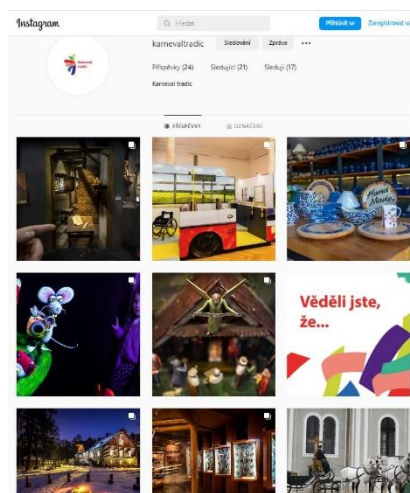 Instagram
Hledat
Přihlásit se
Zaregistrovat se
karnevaltradic
Sledování
Zpráva
Příspěvky (24)
Sledující (21)
Sleduji (17)
Karneval tradic
PŘÍSPĚVKY
OZNAČENÍ
Hand
Made
Věděli jste,
že...